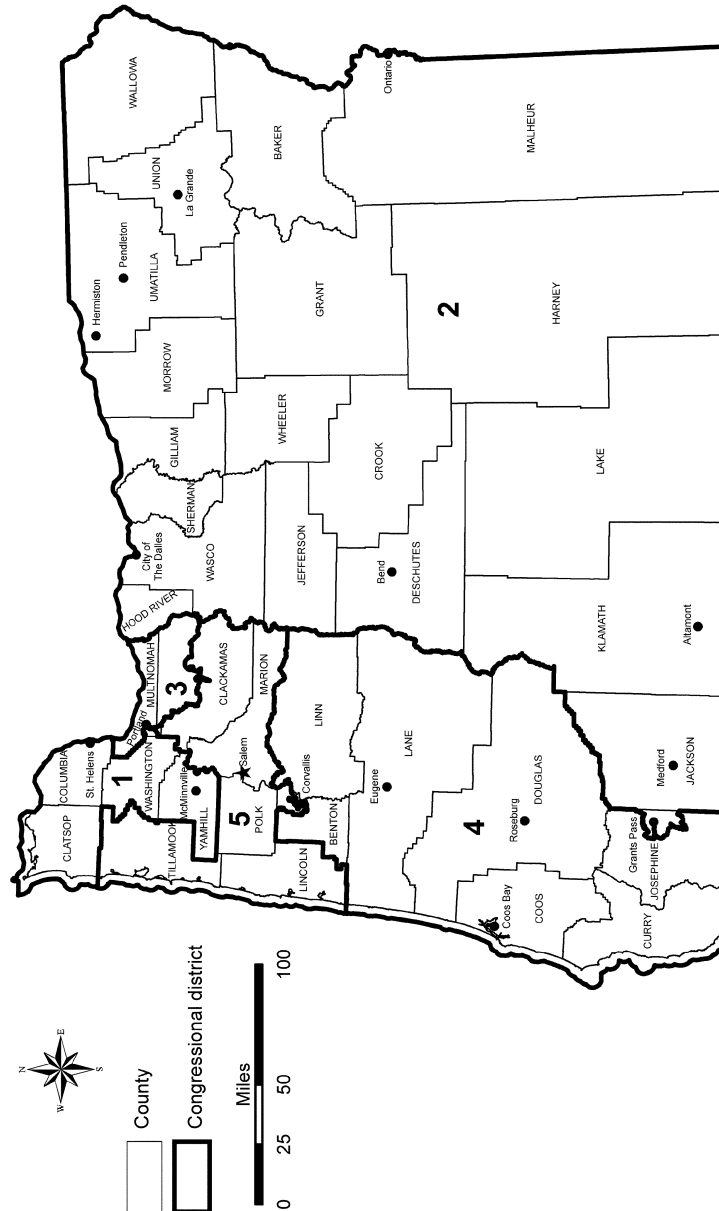 N
E
S
W
County
Congressional district
Miles
0
25
50
100
CLATSOP
COLUMBIA
St. Helens
TILLAMOOK
WASHINGTON
1
Portland
MULTNOMAH
3
HOOD RIVER
City of
The Dalles
WASCO
SHERMAN
GILLIAM
MORROW
Hermiston
Pendleton
UMATILLA
UNION
La Grande
WALLOWA
McMinnville
YAMHILL
CLACKAMAS
POLK
5
Salem
MARION
LINCOLN
BENTON
Corvallis
LINN
JEFFERSON
WHEELER
GRANT
BAKER
LANE
Eugene
Bend
DESCHUTES
CROOK
2
HARNEY
Ontario
MALHEUR
4
Coos Bay
COOS
Roseburg
DOUGLAS
KLAMATH
Altamont
LAKE
CURRY
Grants Pass
JOSEPHINE
Medford
JACKSON